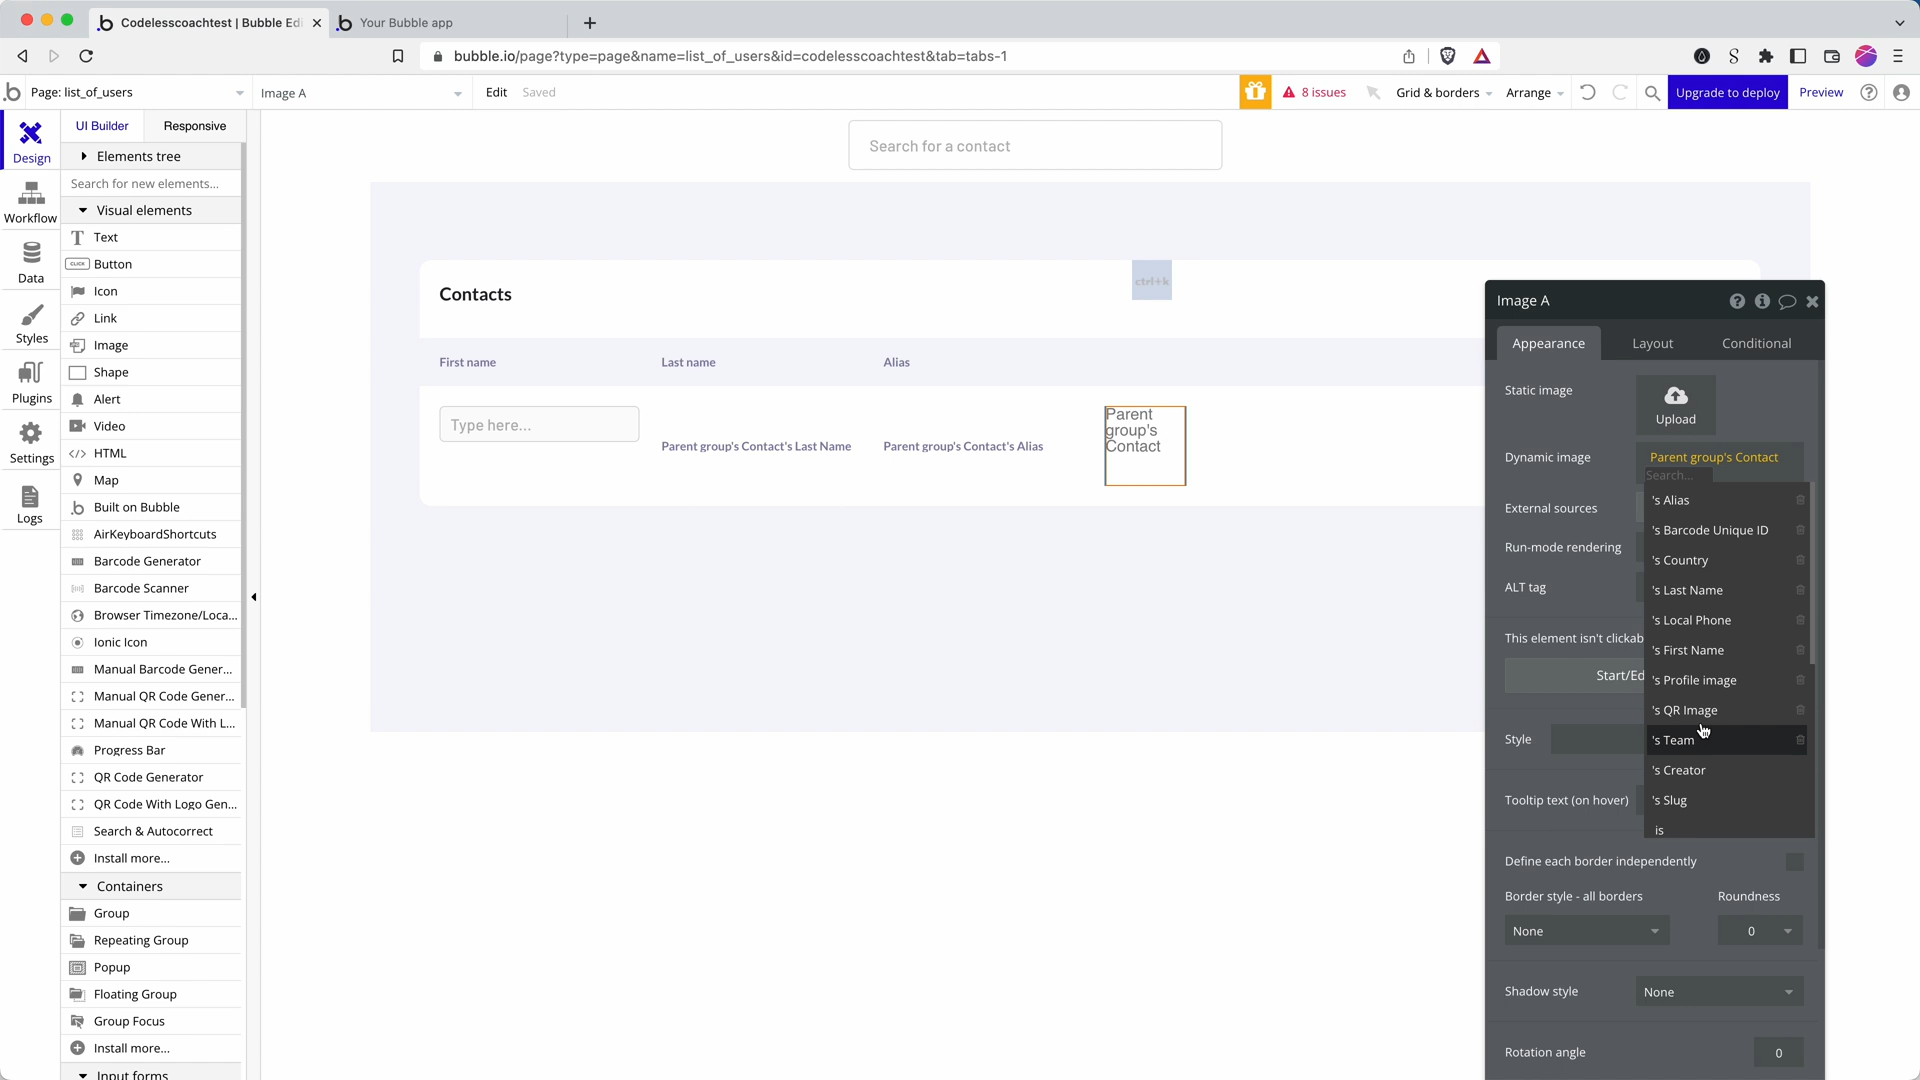 Codelesscoachtest | Bubble Edi
Your Bubble app
bubble.io/page?type=page&name=list_of_users&id=codelesscoachtest&tab=tabs-1
Page: list_of_users
Image A
Edit
Saved
8 issues
Grid & borders
Arrange
Upgrade to deploy
Preview
Design
Workflow
Data
Styles
Plugins
Settings
Logs
UI Builder
Responsive
Elements tree
Search for new elements...
Visual elements
Text
CLICK Button
Icon
Link
Image
Shape
Alert
Video
HTML
Map
Built on Bubble
AirKeyboardShortcuts
Barcode Generator
Barcode Scanner
Browser Timezone/Loca...
Ionic Icon
Manual Barcode Gener...
Manual QR Code Gener...
Manual QR Code With L...
Progress Bar
QR Code Generator
QR Code With Logo Gen...
Search & Autocorrect
Install more...
Containers
Group
Repeating Group
Popup
Floating Group
Group Focus
Install more...
Input forms
Search for a contact
ctrl+k
Contacts
First name
Last name
Alias
Type here...
Parent group's Contact's Last Name
Parent group's Contact's Alias
Parent
group's
Contact
Image A
Appearance
Layout
Conditional
Static image
Upload
Dynamic image
Parent group's Contact
Search...
External sources
Run-mode rendering
ALT tag
This element isn't clickab
Start/Ed
Style
Tooltip text (on hover)
's Alias
's Barcode Unique ID
's Country
's Last Name
's Local Phone
's First Name
's Profile image
's QR Image
's Team
's Creator
's Slug
is
Define each border independently
Border style - all borders
Roundness
None
0
Shadow style
None
Rotation angle
0